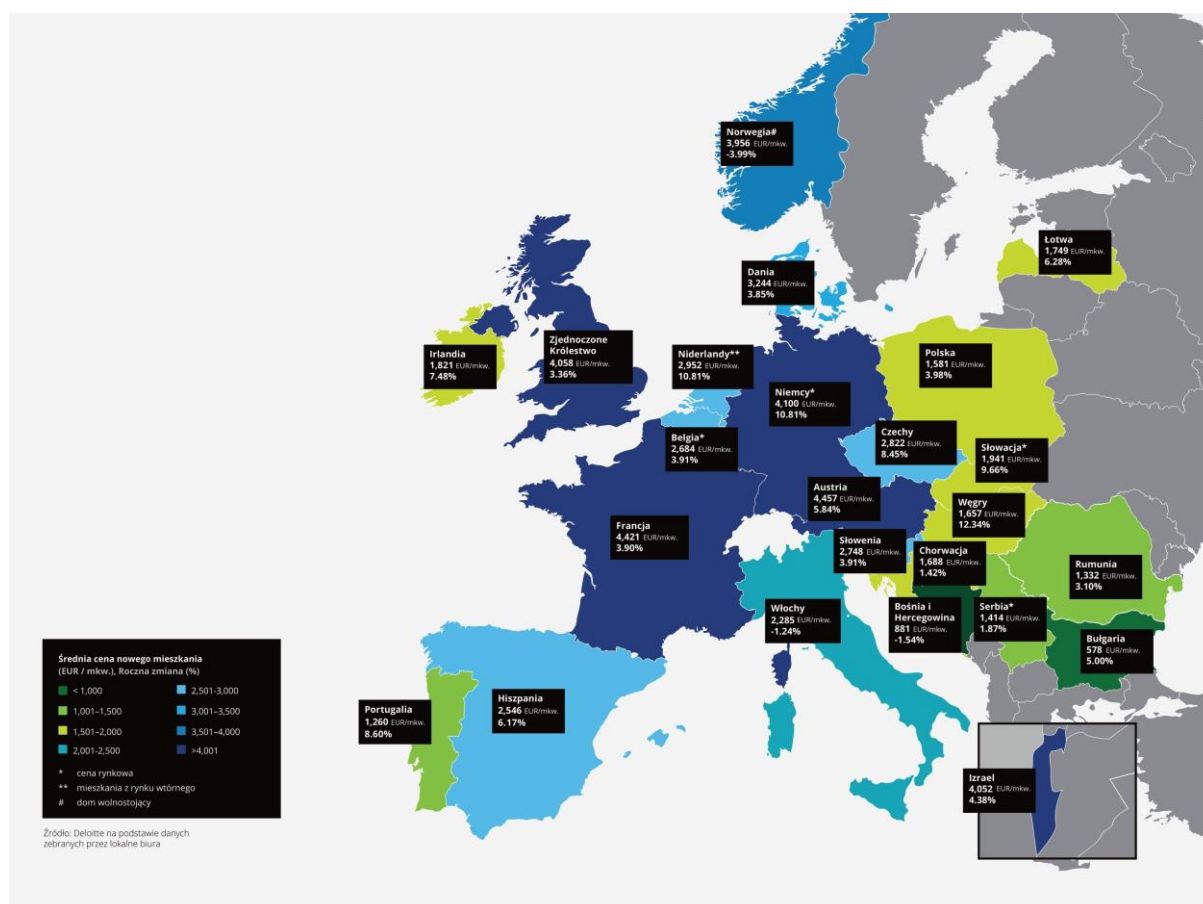 Norwegia#
3,956 EUR/mkw.
-3.99%
Łotwa
1,749 EUR/mkw.
6.28%
Dania
3,244 EUR/mkw.
3.85%
Irlandia
1,821 EUR/mkw.
7.48%
Zjednoczone
Królestwo
4,058 EUR/mkw.
3.36%
Niderlandy**
2,952 EUR/mkw.
10.81%
Niemcy*
4,100 EUR/mkw.
10.81%
Polska
1,581 EUR/mkw.
3.98%
Belgia*
2,684 EUR/mkw.
3.91%
Czechy
2,822 EUR/mkw.
8.45%
Słowacja*
1,941 EUR/mkw.
9.66%
Austria
4,457 EUR/mkw.
5.84%
Węgry
1,657 EUR/mkw.
12.34%
Francja
4,421 EUR/mkw.
3.90%
Słowenia
2,748 EUR/mkw.
3.91%
Chorwacja
1,688 EUR/mkw.
1.42%
Rumunia
1,332 EUR/mkw.
3.10%
Włochy
2,285 EUR/mkw.
-1.24%
Bośnia i
Hercegowina
881 EUR/mkw.
-1.54%
Serbia*
1,414 EUR/mkw.
1.87%
Bułgaria
578 EUR/mkw.
5.00%
Portugalia
1,260 EUR/mkw.
8.60%
Hiszpania
2,546 EUR/mkw.
6.17%
Izrael
4,052 EUR/mkw.
4.38%
Średnia cena nowego mieszkania
(EUR / mkw.), Roczna zmiana (%)
< 1,000
1,001–1,500
1,501–2,000
2,001-2,500
2,501-3,000
3,001–3,500
3,501–4,000
>4,001
* cena rynkowa
** mieszkania z rynku wtórnego
# dom wolnostojący
Źródło: Deloitte na podstawie danych
zebranych przez lokalne biura